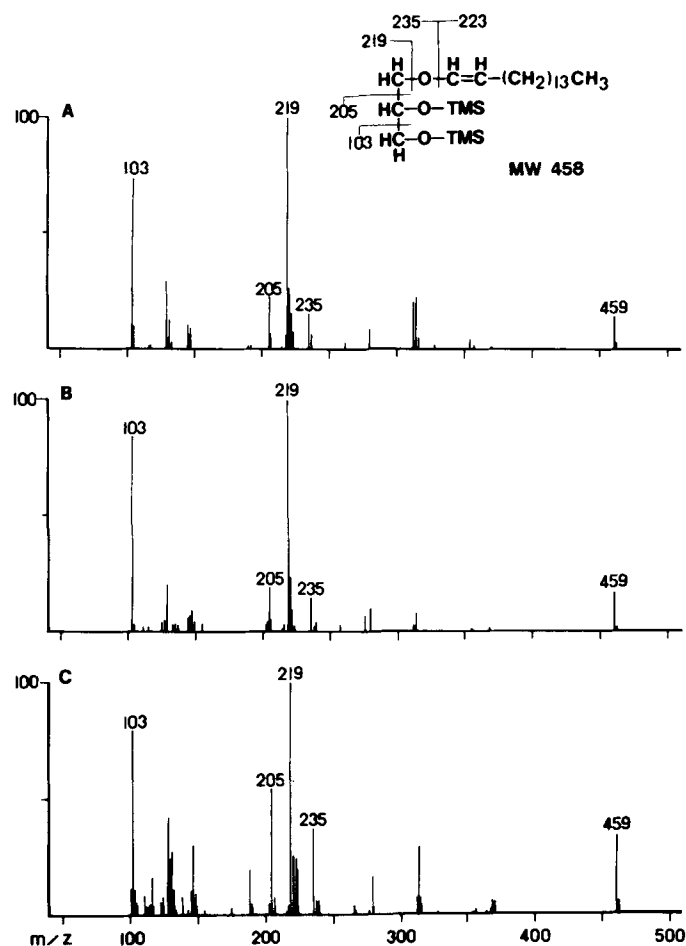 235 223
219
H H H
HC-O-C=C-(CH2)13CH3
205 HC-O-TMS
103 HC-O-TMS
H
MW 458
100 A
219
103
205
235
459
100 B
219
103
205
235
459
100 C
219
103
205
235
459
m/z 100 200 300 400 500